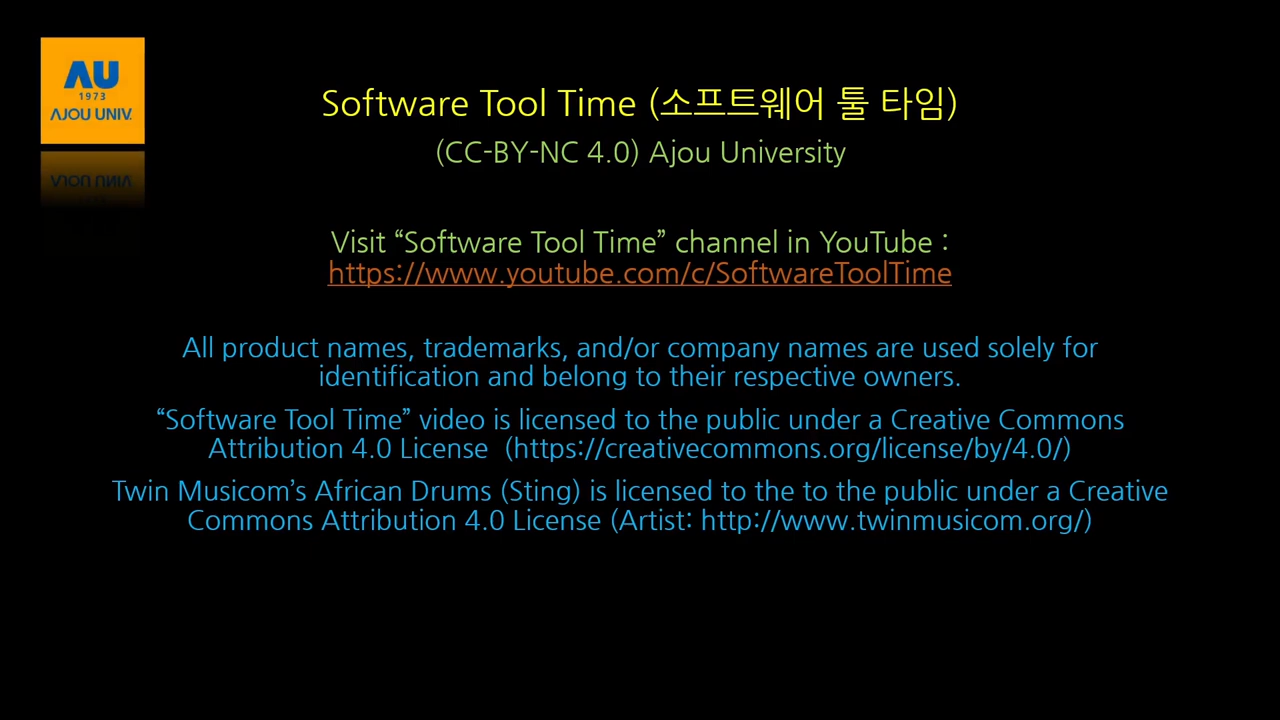 AU
1973
AJOU UNIV.
Software Tool Time (소프트웨어 툴 타임)
(CC-BY-NC 4.0) Ajou University
Visit “Software Tool Time” channel in YouTube :
https://www.youtube.com/c/SoftwareToolTime
All product names, trademarks, and/or company names are used solely for
identification and belong to their respective owners.
“Software Tool Time” video is licensed to the public under a Creative Commons
Attribution 4.0 License  (https://creativecommons.org/license/by/4.0/)
Twin Musicom’s African Drums (Sting) is licensed to the to the public under a Creative
Commons Attribution 4.0 License (Artist: http://www.twinmusicom.org/)